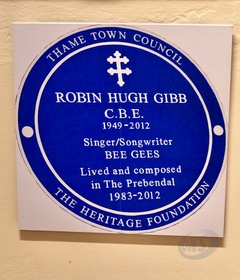 THAME TOWN COUNCIL
ROBIN HUGH GIBB
C.B.E.
1949-2012
Singer/Songwriter
BEE GEES
Lived and composed
in The Prebendal
1983-2012
THE HERITAGE FOUNDATION